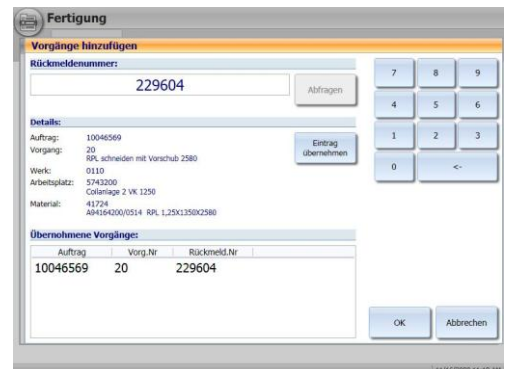 Fertigung
Vorgänge hinzufügen
Rückmeldenummer:
229604
Abfragen
7 8 9
4 5 6
1 2 3
0 <-
Details:
Auftrag: 10046569
Vorgang: 20
RPL schneiden mit Vorschub 2580
Werk: 0110
Arbeitsplatz: 5743200
Coilanlage 2 VK 1250
Material: 41724
A94164200/0514 RPL 1,25X1350X2580
Eintrag
übernehmen
Übernommene Vorgänge:
Auftrag Vorg.Nr Rückmeld.Nr
10046569 20 229604
OK Abbrechen